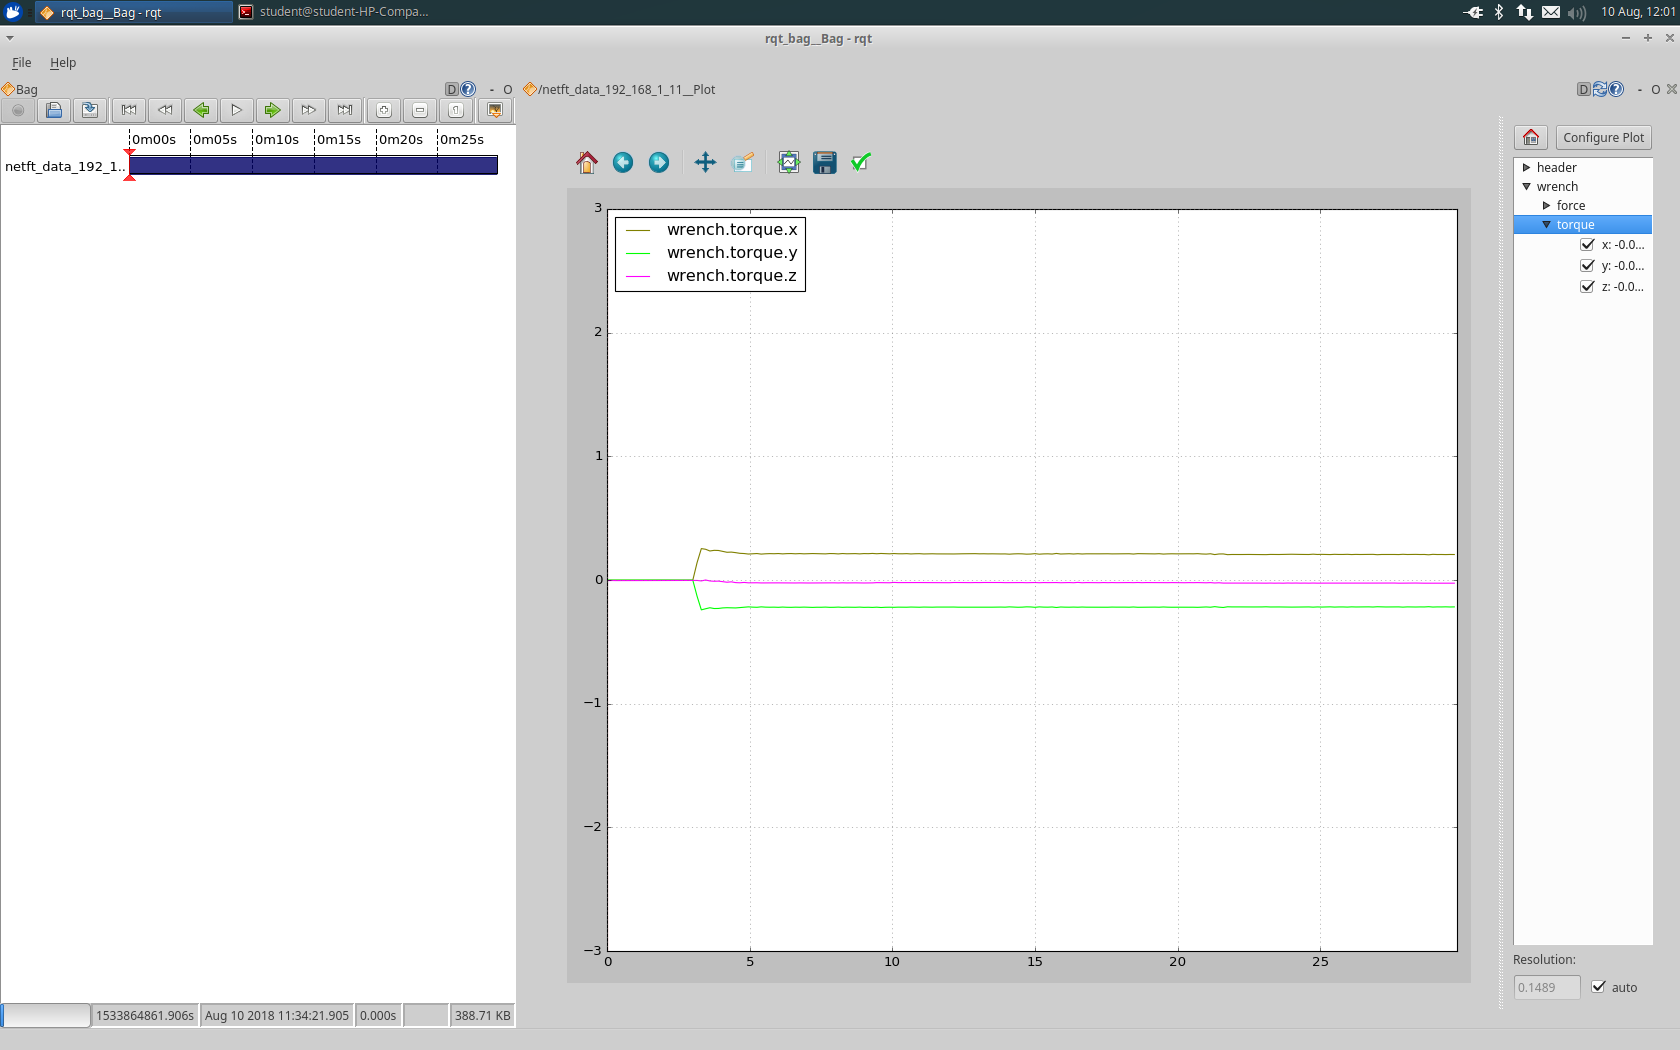 rqt_bag__Bag - rqt
student@student-HP-Compa...
10 Aug, 12:01
rqt_bag__Bag - rqt
File Help
Bag
D ? - O
/netft_data_192_168_1_11__Plot
D ? - O
0m00s 0m05s 0m10s 0m15s 0m20s 0m25s
netft_data_192_1..
Configure Plot
header
wrench
force
torque
x: -0.0...
y: -0.0...
z: -0.0...
wrench.torque.x
wrench.torque.y
wrench.torque.z
3
2
1
0
−1
−2
−3
0 5 10 15 20 25
Resolution:
0.1489 auto
1533864861.906s Aug 10 2018 11:34:21.905 0.000s 388.71 KB